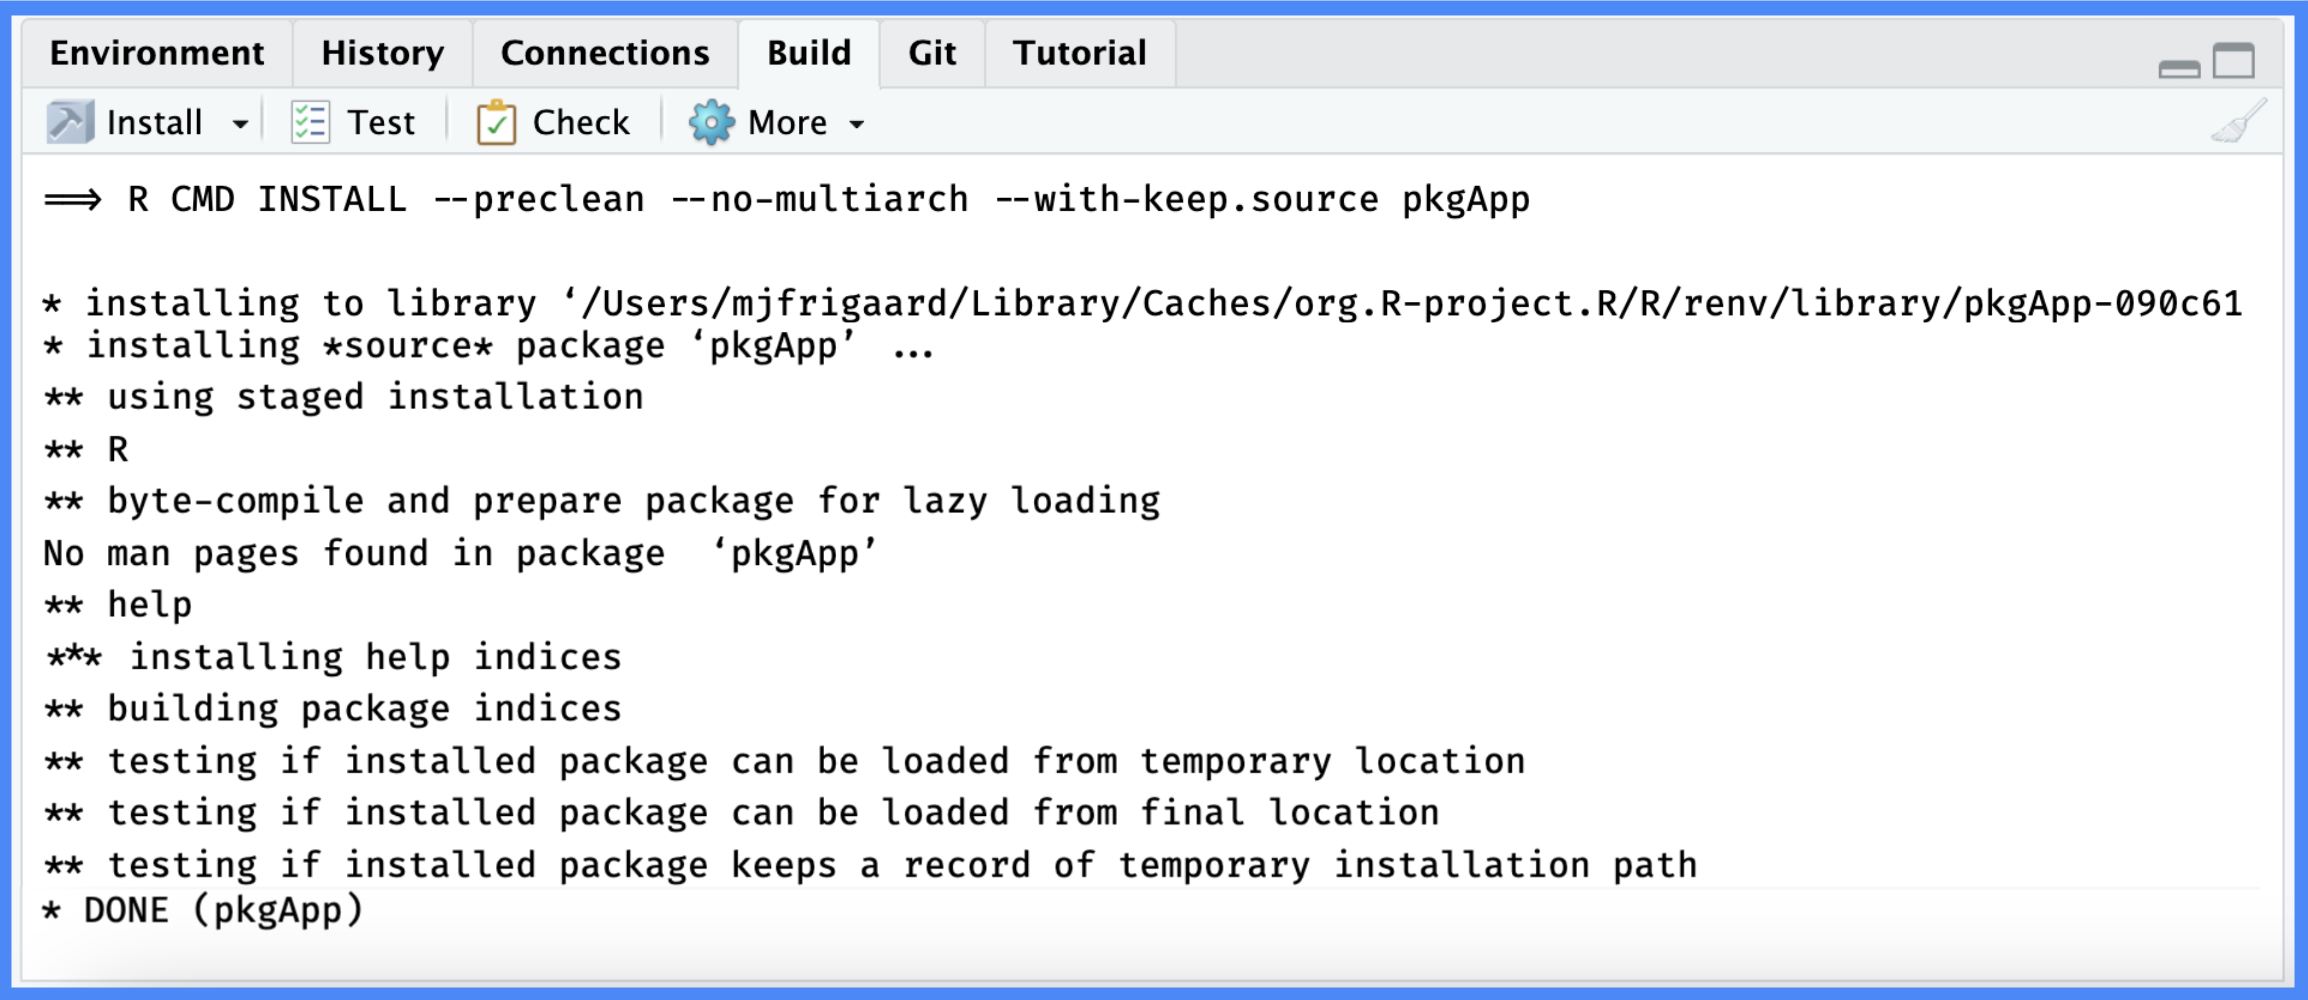 Environment History Connections Build Git Tutorial
Install Test Check More
==> R CMD INSTALL --preclean --no-multiarch --with-keep.source pkgApp
* installing to library ‘/Users/mjfrigaard/Library/Caches/org.R-project.R/R/renv/library/pkgApp-090c61
* installing *source* package ‘pkgApp’ ...
** using staged installation
** R
** byte-compile and prepare package for lazy loading
No man pages found in package  ‘pkgApp’
** help
*** installing help indices
** building package indices
** testing if installed package can be loaded from temporary location
** testing if installed package can be loaded from final location
** testing if installed package keeps a record of temporary installation path
* DONE (pkgApp)